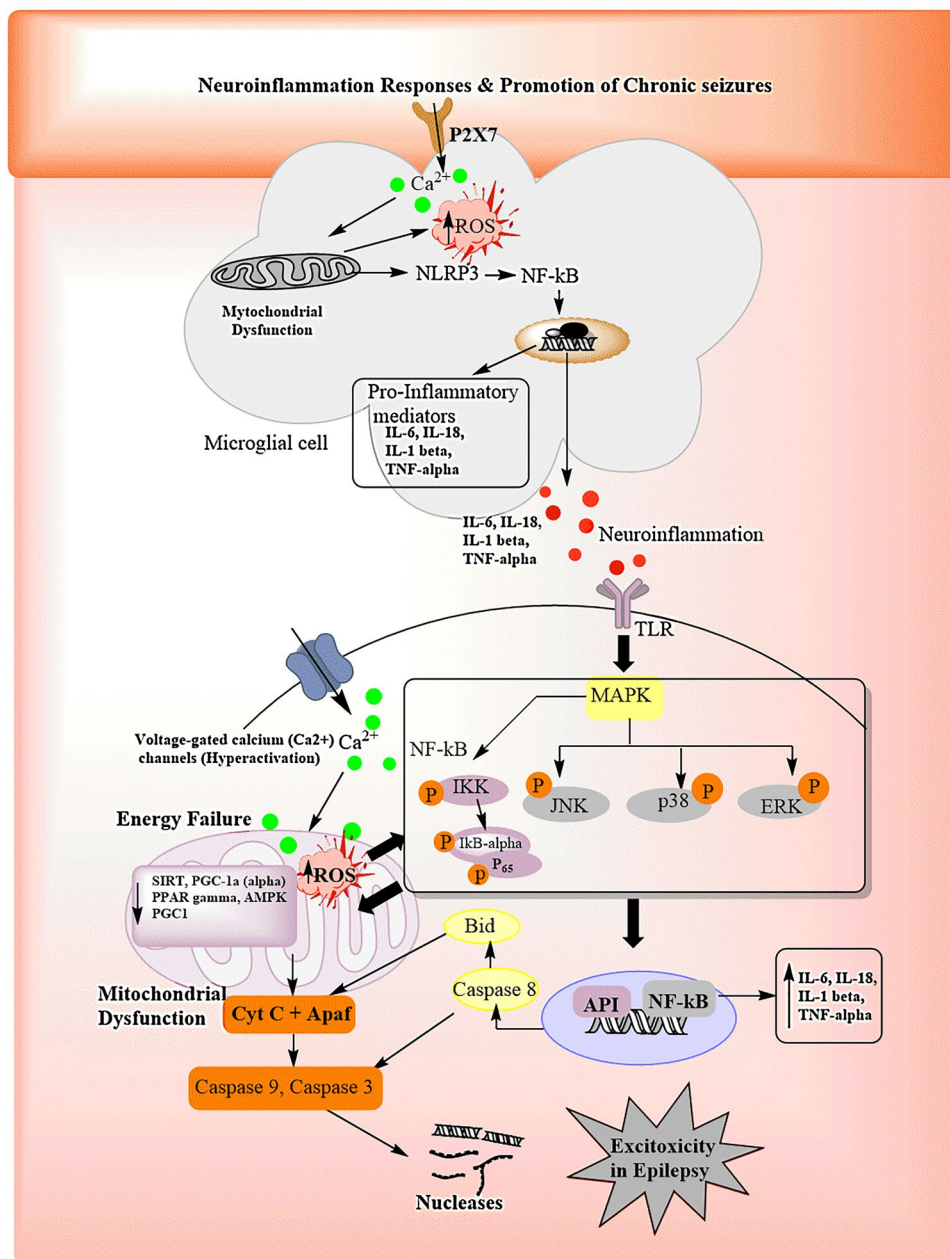 Neuroinflammation Responses & Promotion of Chronic seizures
P2X7
Ca2+
ROS
NLRP3
NF-kB
Mytochondrial
Dysfunction
Pro-Inflammatory
mediators
IL-6, IL-18,
IL-1 beta,
TNF-alpha
Microglial cell
IL-6, IL-18,
IL-1 beta,
TNF-alpha
Neuroinflammation
TLR
MAPK
Voltage-gated calcium (Ca2+)
channels (Hyperactivation)
Ca2+
NF-kB
P
IKK
P
JNK
p38
P
ERK
P
P
IkB-alpha
P65
p
Energy Failure
ROS
SIRT, PGC-1a (alpha)
PPAR gamma, AMPK
PGC1
Bid
Mitochondrial
Dysfunction
Cyt C + Apaf
Caspase 8
API
NF-kB
IL-6, IL-18,
IL-1 beta,
TNF-alpha
Caspase 9, Caspase 3
Nucleases
Excitoxicity
in Epilepsy